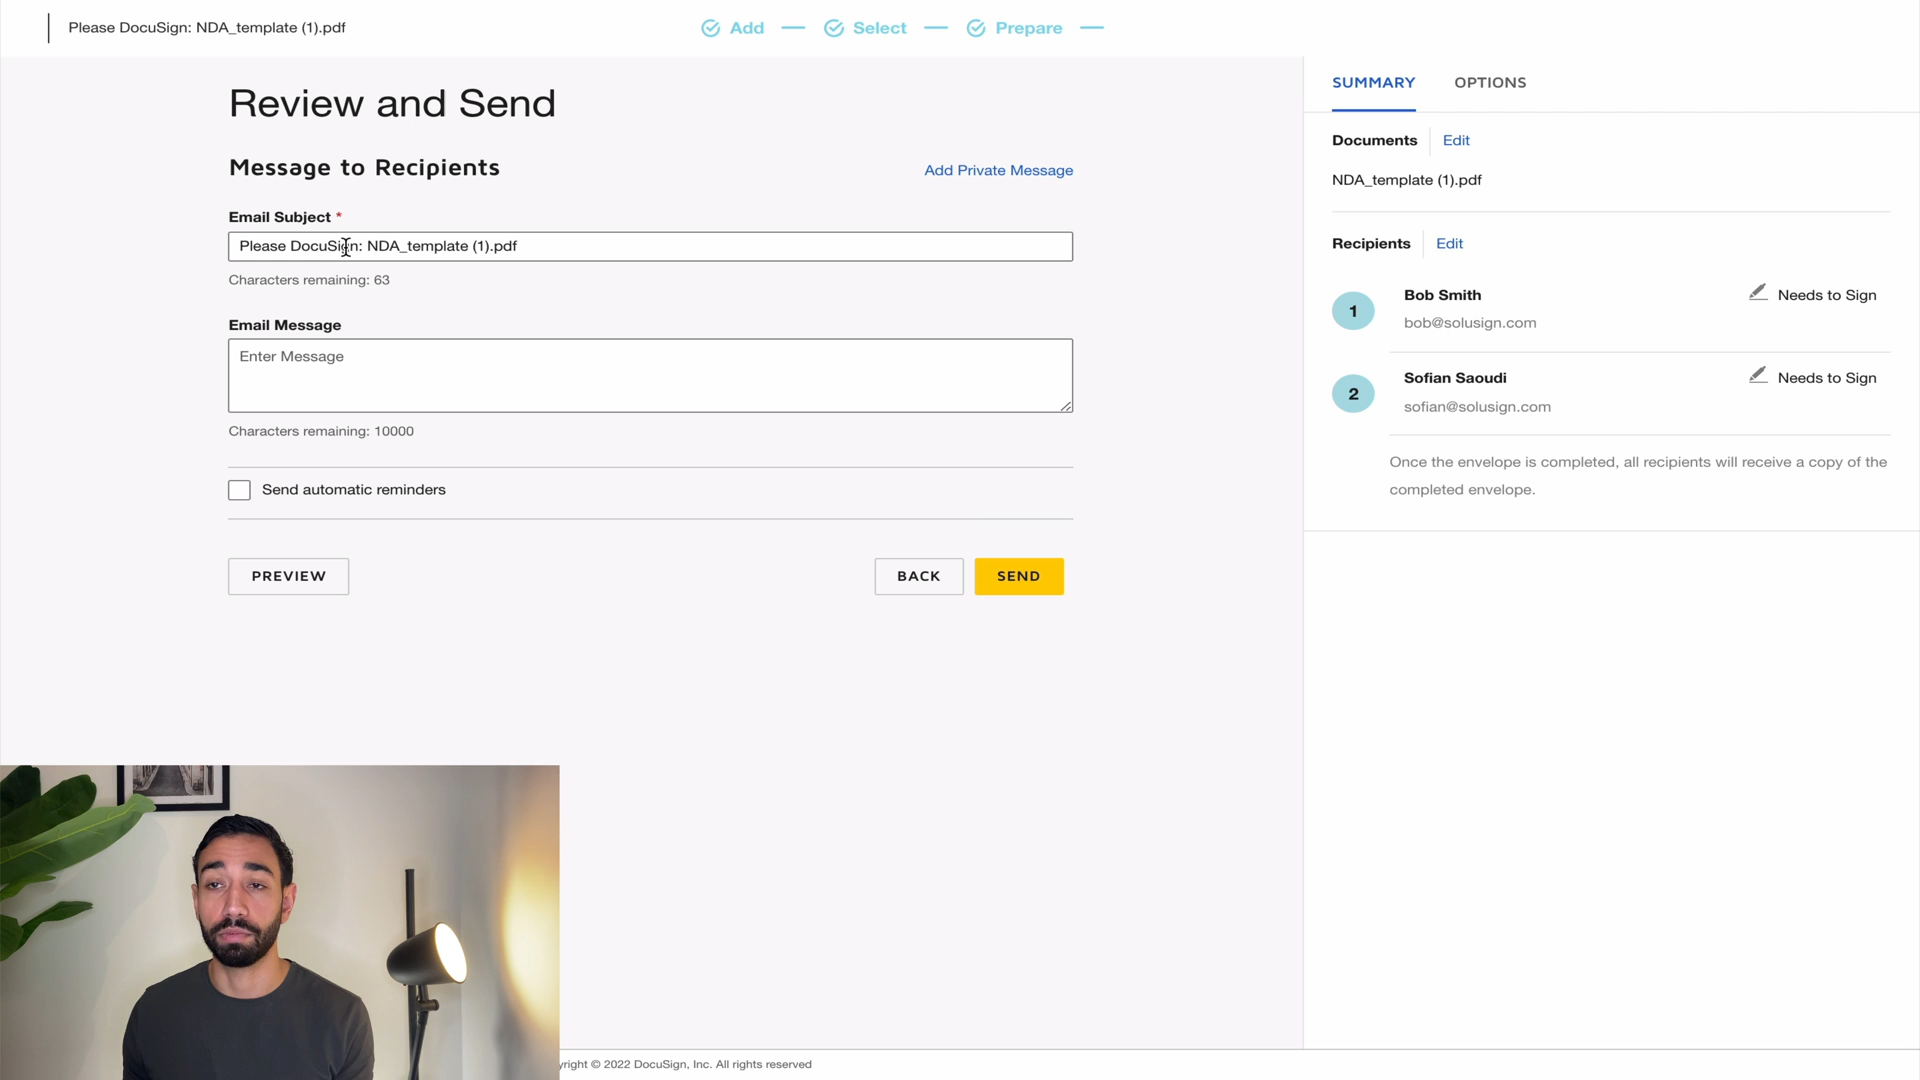 Please DocuSign: NDA_template (1).pdf
Add
Select
Prepare
Review and Send
Message to Recipients
Add Private Message
Email Subject *
Please DocuSign: NDA_template (1).pdf
Characters remaining: 63
Email Message
Enter Message
Characters remaining: 10000
Send automatic reminders
PREVIEW
BACK
SEND
SUMMARY
OPTIONS
Documents
Edit
NDA_template (1).pdf
Recipients
Edit
1
Bob Smith
Needs to Sign
bob@solusign.com
2
Sofian Saoudi
Needs to Sign
sofian@solusign.com
Once the envelope is completed, all recipients will receive a copy of the
completed envelope.
yright © 2022 DocuSign, Inc. All rights reserved